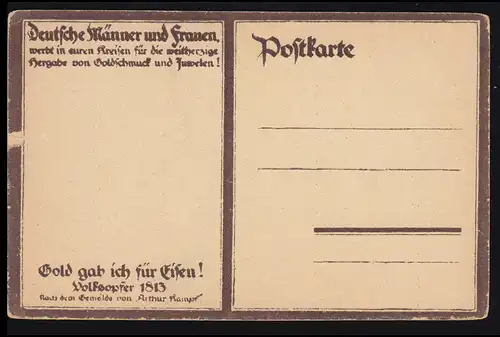 Deutsche Männer und Frauen,
werbt in euren Kreisen für die weitherzige
Hergabe von Goldschmuck und Juwelen!
Postkarte
Gold gab ich für Eisen!
Volksopfer 1813
Nach dem Gemälde von Arthur Kampf